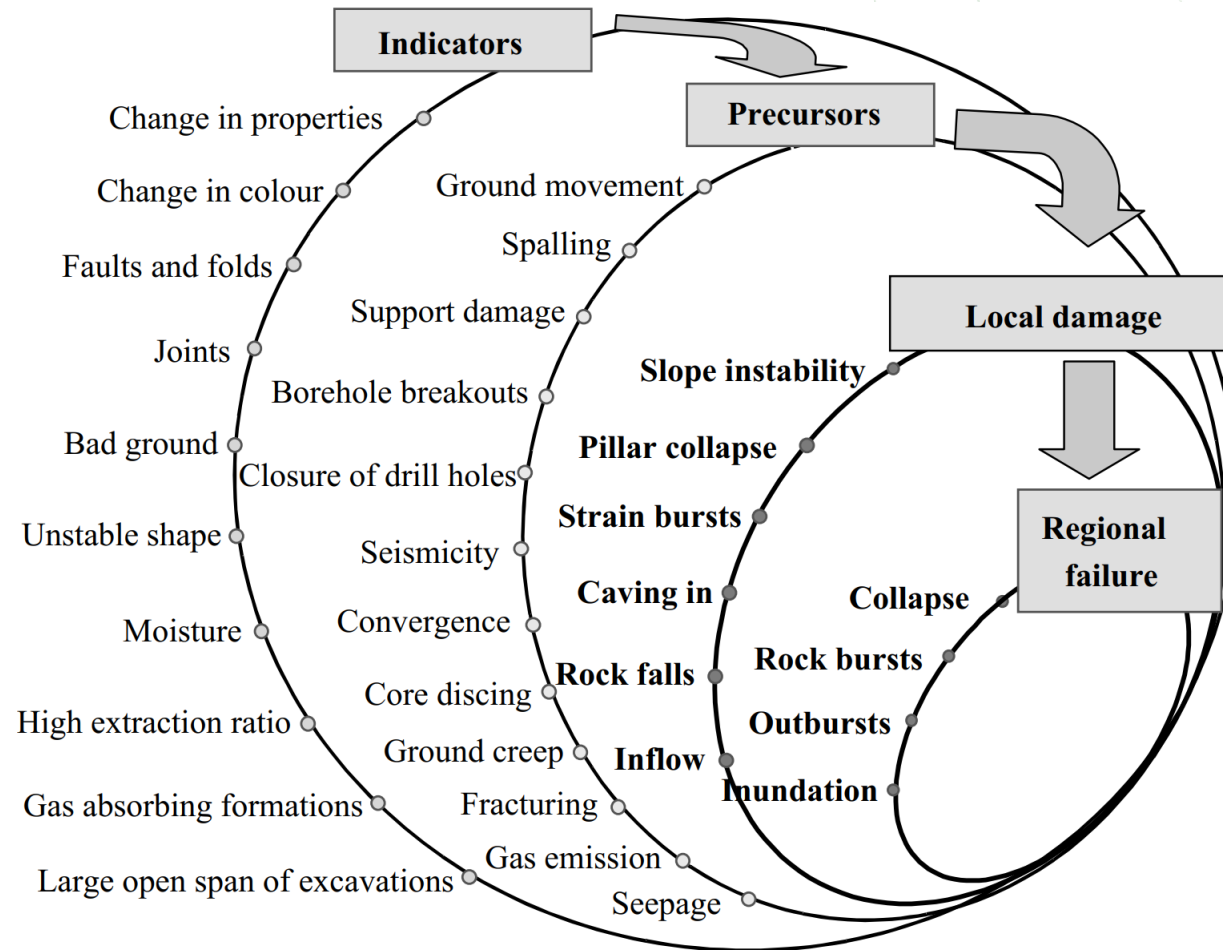 Indicators
Change in properties
Change in colour
Faults and folds
Joints
Bad ground
Unstable shape
Moisture
High extraction ratio
Gas absorbing formations
Large open span of excavations
Precursors
Ground movement
Spalling
Support damage
Borehole breakouts
Closure of drill holes
Seismicity
Convergence
Core discing
Ground creep
Fracturing
Gas emission
Seepage
Local damage
Slope instability
Pillar collapse
Strain bursts
Caving in
Rock falls
Inflow
Regional
failure
Collapse
Rock bursts
Outbursts
Inundation